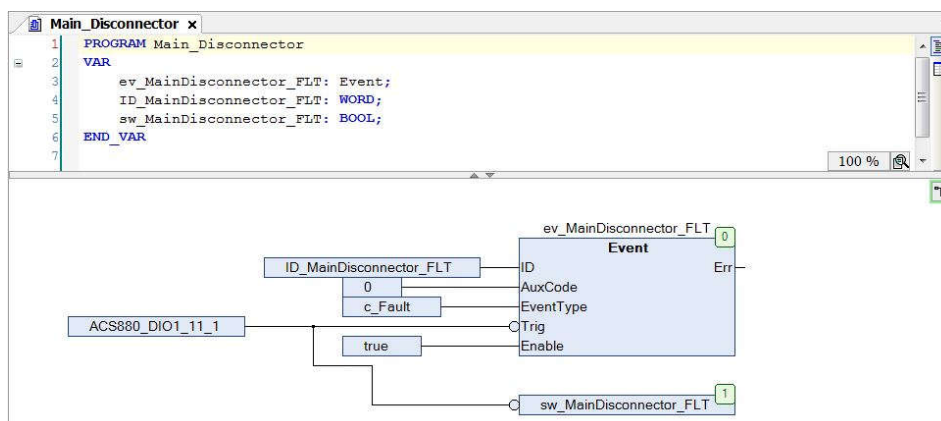 Main_Disconnector x
1 PROGRAM Main_Disconnector
2 VAR
3 ev_MainDisconnector_FLT: Event;
4 ID_MainDisconnector_FLT: WORD;
5 sw_MainDisconnector_FLT: BOOL;
6 END_VAR
7
100 %
ev_MainDisconnector_FLT 0
Event
ID_MainDisconnector_FLT ID Err
0 AuxCode
c_Fault EventType
ACS880_DIO1_11_1 Trig
true Enable
sw_MainDisconnector_FLT 1